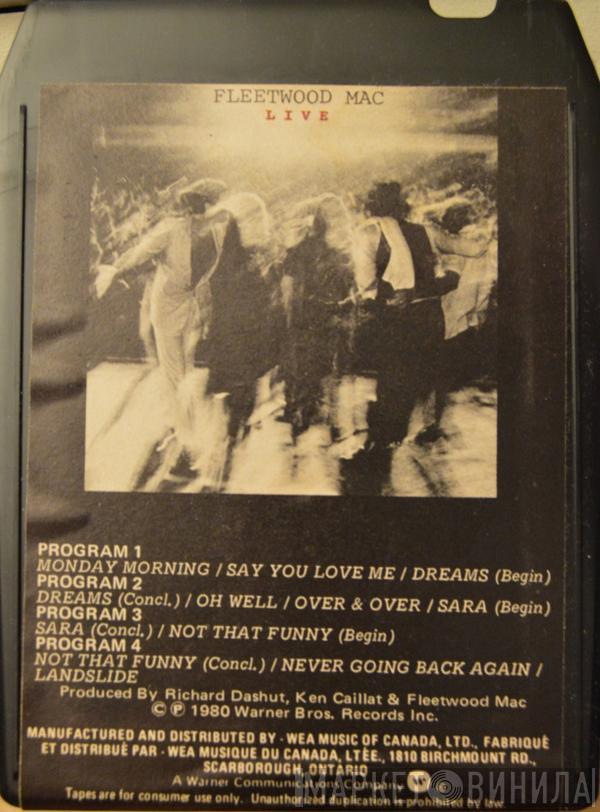 FLEETWOOD MAC
LIVE
PROGRAM 1
MONDAY MORNING / SAY YOU LOVE ME / DREAMS (Begin)
PROGRAM 2
DREAMS (Concl.) / OH WELL / OVER & OVER / SARA (Begin)
PROGRAM 3
SARA (Concl.) / NOT THAT FUNNY (Begin)
PROGRAM 4
NOT THAT FUNNY (Concl.) / NEVER GOING BACK AGAIN /
LANDSLIDE
Produced By Richard Dashut, Ken Caillat & Fleetwood Mac
© ℗ 1980 Warner Bros. Records Inc.
MANUFACTURED AND DISTRIBUTED BY - WEA MUSIC OF CANADA, LTD., FABRIQUÉ
ET DISTRIBUÉ PAR - WEA MUSIQUE DU CANADA, LTÉE., 1810 BIRCHMOUNT RD.,
SCARBOROUGH, ONTARIO
A Warner Communications Company
Tapes are for consumer use only. Unauthorized duplication is prohibited by law
МАРКЕТ ВИНИЛА